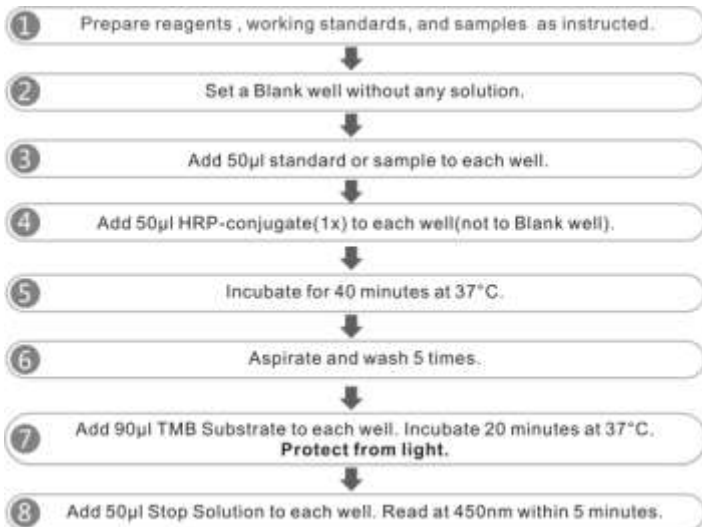 1 Prepare reagents , working standards, and samples as instructed.
2 Set a Blank well without any solution.
3 Add 50μl standard or sample to each well.
4 Add 50μl HRP-conjugate(1x) to each well(not to Blank well).
5 Incubate for 40 minutes at 37°C.
6 Aspirate and wash 5 times.
7 Add 90μl TMB Substrate to each well. Incubate 20 minutes at 37°C.
Protect from light.
8 Add 50μl Stop Solution to each well. Read at 450nm within 5 minutes.